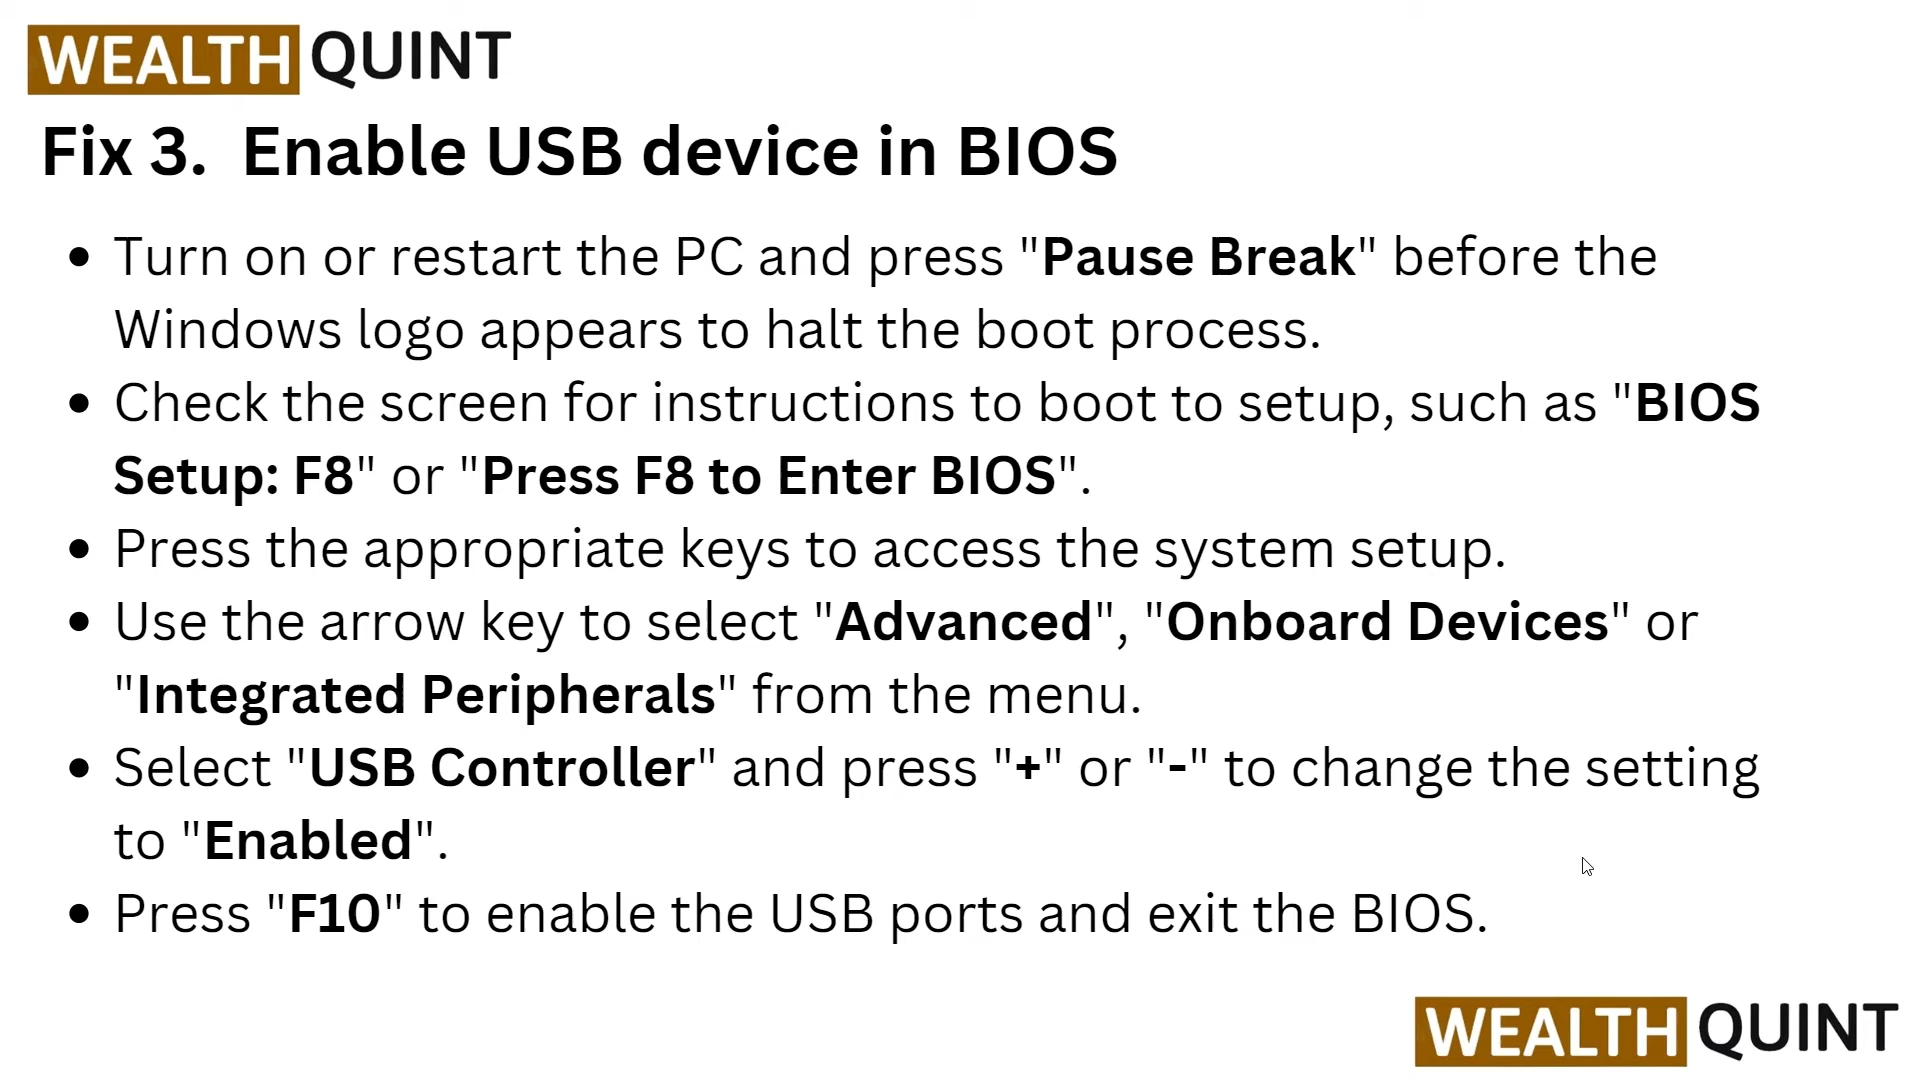 WEALTH QUINT
Fix 3.  Enable USB device in BIOS
• Turn on or restart the PC and press "Pause Break" before the
Windows logo appears to halt the boot process.
• Check the screen for instructions to boot to setup, such as "BIOS
Setup: F8" or "Press F8 to Enter BIOS".
• Press the appropriate keys to access the system setup.
• Use the arrow key to select "Advanced", "Onboard Devices" or
"Integrated Peripherals" from the menu.
• Select "USB Controller" and press "+" or "-" to change the setting
to "Enabled".
• Press "F10" to enable the USB ports and exit the BIOS.
WEALTH QUINT